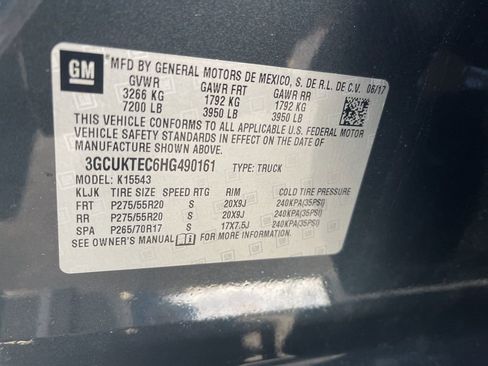 GM
MFD BY GENERAL MOTORS DE MEXICO, S. DE R.L. DE C.V. 06/17
GVWR GAWR FRT GAWR RR
3266 KG 1792 KG 1792 KG
7200 LB 3950 LB 3950 LB
THIS VEHICLE CONFORMS TO ALL APPLICABLE U.S. FEDERAL MOTOR
VEHICLE SAFETY STANDARDS IN EFFECT ON THE DATE OF
MANUFACTURE SHOWN ABOVE.
3GCUKTEC6HG490161 TYPE: TRUCK
MODEL: K15543
KLJK TIRE SIZE SPEED RTG RIM COLD TIRE PRESSURE
FRT P275/55R20 S 20X9J 240KPA(35PSI)
RR P275/55R20 S 20X9J 240KPA(35PSI)
SPA P265/70R17 S 17X7.5J 240KPA(35PSI)
SEE OWNER'S MANUAL FOR MORE INFORMATION.